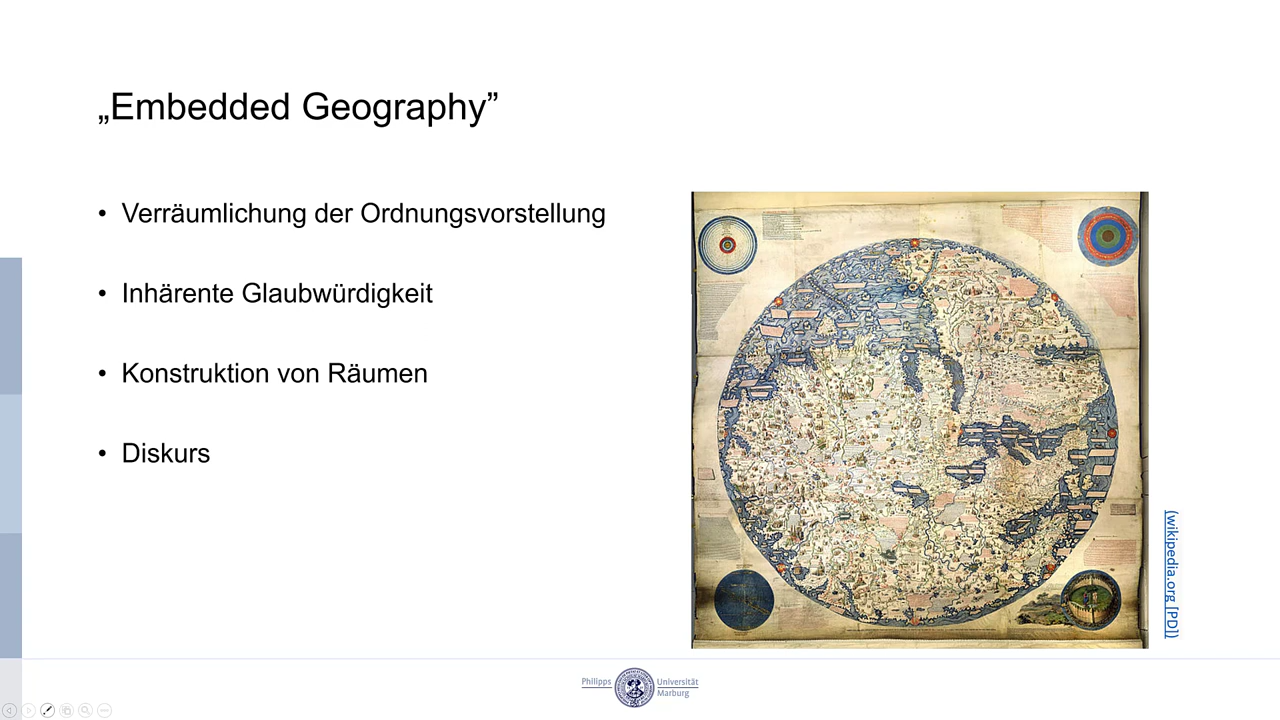 „Embedded Geography”
• Verräumlichung der Ordnungsvorstellung
• Inhärente Glaubwürdigkeit
• Konstruktion von Räumen
• Diskurs
(wikipedia.org [PD])
Philipps Universität
Marburg